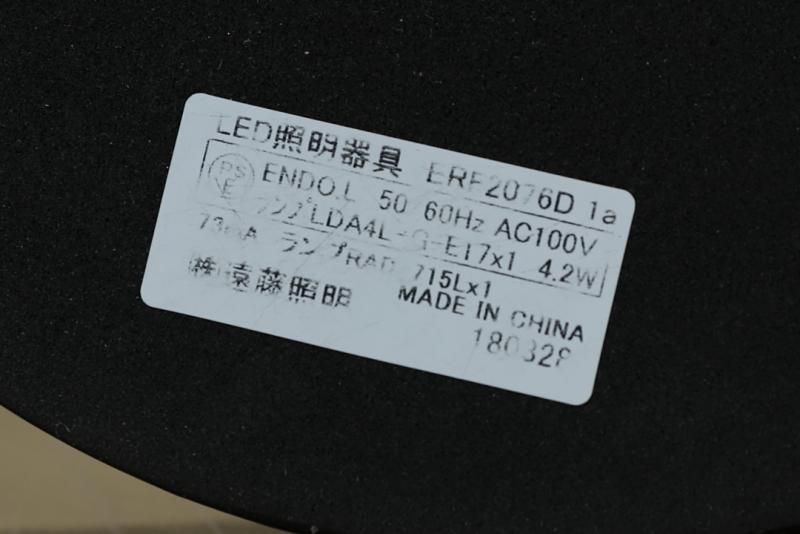 LED照明器具 ERF2076D 1a
PS E ENDO.L 50 60Hz AC100V
ランプLDA4L-G-E17x1 4.2W
ランプRAD 715Lx1
㈱遠藤照明 MADE IN CHINA